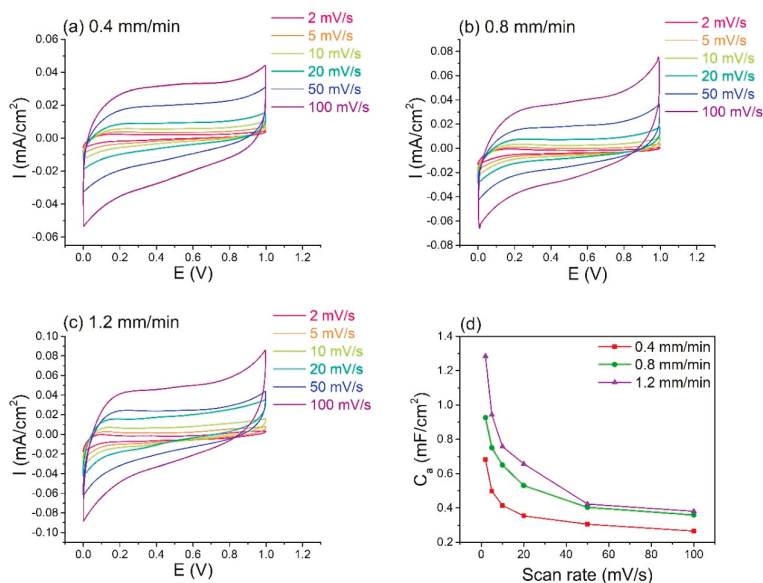 (a) 0.4 mm/min
2 mV/s
5 mV/s
10 mV/s
20 mV/s
50 mV/s
100 mV/s
0.06
0.04
0.02
0.00
-0.02
-0.04
-0.06
I (mA/cm²)
0.0 0.2 0.4 0.6 0.8 1.0 1.2
E (V)
(b) 0.8 mm/min
2 mV/s
5 mV/s
10 mV/s
20 mV/s
50 mV/s
100 mV/s
0.08
0.04
0.00
-0.04
-0.08
I (mA/cm²)
0.0 0.2 0.4 0.6 0.8 1.0 1.2
E (V)
(c) 1.2 mm/min
2 mV/s
5 mV/s
10 mV/s
20 mV/s
50 mV/s
100 mV/s
0.10
0.08
0.06
0.04
0.02
0.00
-0.02
-0.04
-0.06
-0.08
-0.10
I (mA/cm²)
0.0 0.2 0.4 0.6 0.8 1.0 1.2
E (V)
(d)
0.4 mm/min
0.8 mm/min
1.2 mm/min
1.4
1.2
1.0
0.8
0.6
0.4
0.2
Cₐ (mF/cm²)
0 20 40 60 80 100
Scan rate (mV/s)